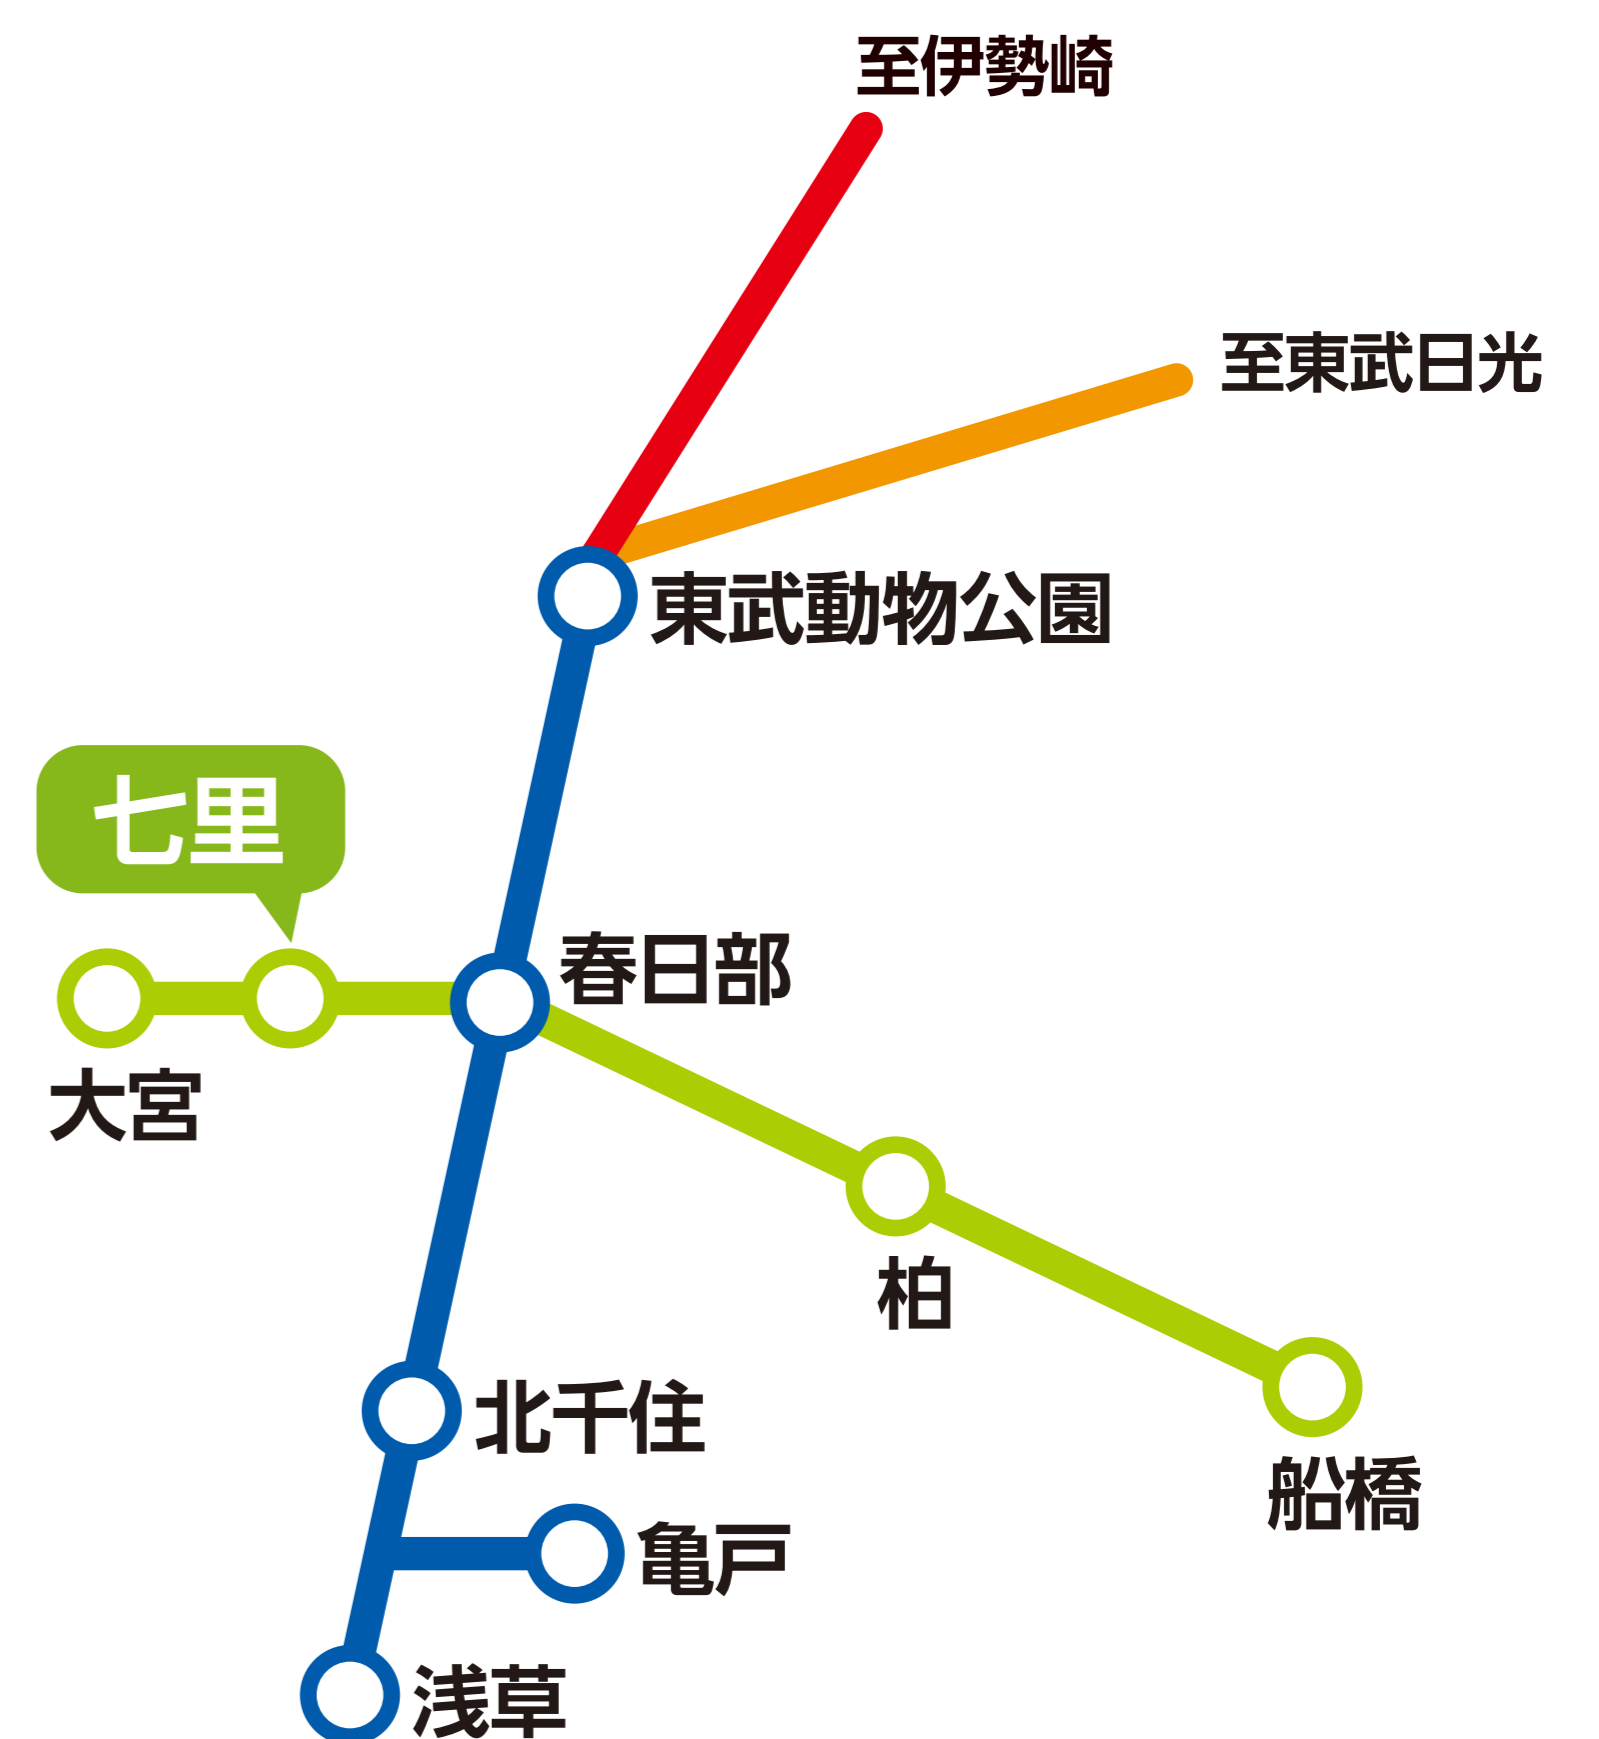 至伊勢崎
至東武日光
東武動物公園
七里
春日部
大宮
柏
北千住
船橋
亀戸
浅草